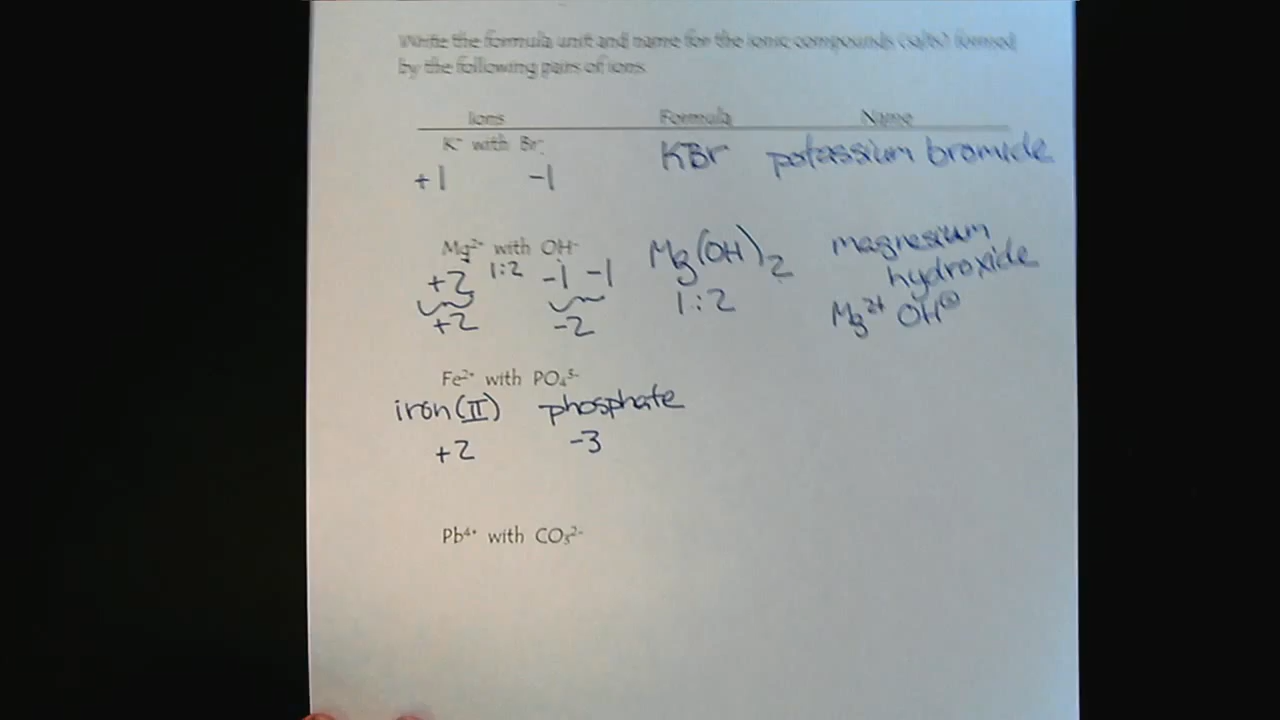 Write the formula unit and name for the ionic compounds (salts) formed
by the following pairs of ions.
Ions Formula Name
K⁺ with Br⁻ KBr potassium bromide
+1 -1
Mg²⁺ with OH⁻ Mg(OH)₂ magnesium
+2 1:2 -1 -1 1:2 hydroxide
+2 -2 Mg²⁺ OH⊖
Fe²⁺ with PO₄³⁻
iron(II) phosphate
+2 -3
Pb⁴⁺ with CO₃²⁻